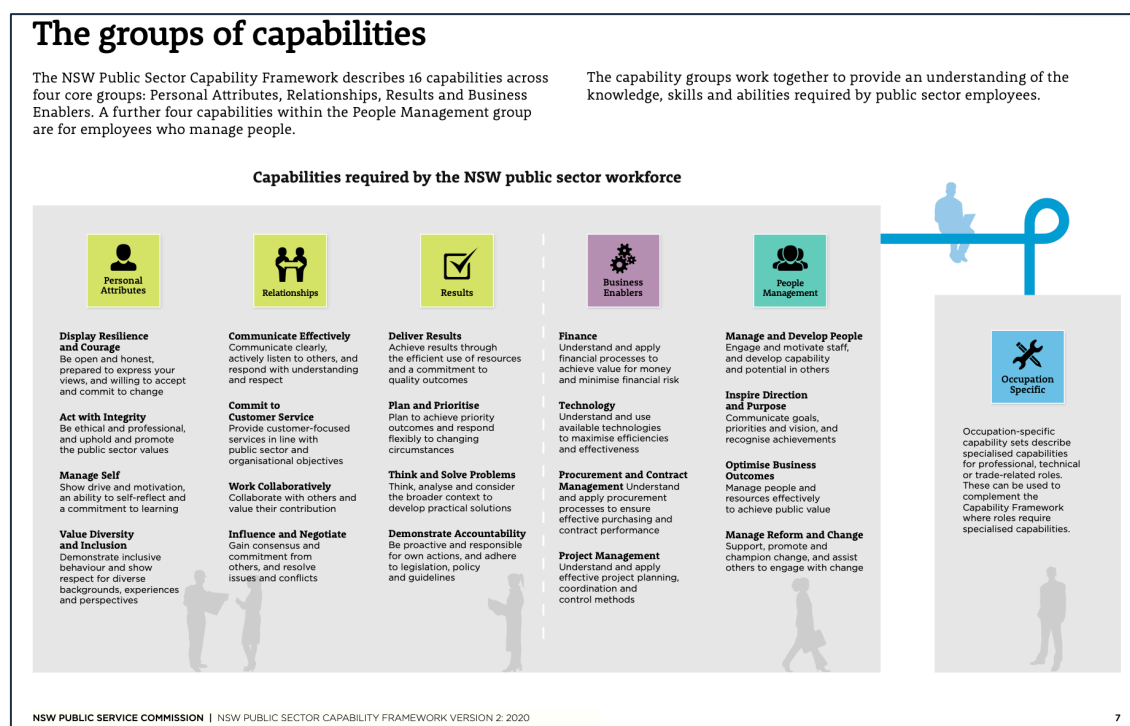 The groups of capabilities
The NSW Public Sector Capability Framework describes 16 capabilities across
four core groups: Personal Attributes, Relationships, Results and Business
Enablers. A further four capabilities within the People Management group
are for employees who manage people.
The capability groups work together to provide an understanding of the
knowledge, skills and abilities required by public sector employees.
Capabilities required by the NSW public sector workforce
Personal
Attributes
Display Resilience
and Courage
Be open and honest,
prepared to express your
views, and willing to accept
and commit to change
Act with Integrity
Be ethical and professional,
and uphold and promote
the public sector values
Manage Self
Show drive and motivation,
an ability to self-reflect and
a commitment to learning
Value Diversity
and Inclusion
Demonstrate inclusive
behaviour and show
respect for diverse
backgrounds, experiences
and perspectives
Relationships
Communicate Effectively
Communicate clearly,
actively listen to others, and
respond with understanding
and respect
Commit to
Customer Service
Provide customer-focused
services in line with
public sector and
organisational objectives
Work Collaboratively
Collaborate with others and
value their contribution
Influence and Negotiate
Gain consensus and
commitment from
others, and resolve
issues and conflicts
Results
Deliver Results
Achieve results through
the efficient use of resources
and a commitment to
quality outcomes
Plan and Prioritise
Plan to achieve priority
outcomes and respond
flexibly to changing
circumstances
Think and Solve Problems
Think, analyse and consider
the broader context to
develop practical solutions
Demonstrate Accountability
Be proactive and responsible
for own actions, and adhere
to legislation, policy
and guidelines
Business
Enablers
Finance
Understand and apply
financial processes to
achieve value for money
and minimise financial risk
Technology
Understand and use
available technologies
to maximise efficiencies
and effectiveness
Procurement and Contract
Management Understand
and apply procurement
processes to ensure
effective purchasing and
contract performance
Project Management
Understand and apply
effective project planning,
coordination and
control methods
People
Management
Manage and Develop People
Engage and motivate staff,
and develop capability
and potential in others
Inspire Direction
and Purpose
Communicate goals,
priorities and vision, and
recognise achievements
Optimise Business
Outcomes
Manage people and
resources effectively
to achieve public value
Manage Reform and Change
Support, promote and
champion change, and assist
others to engage with change
Occupation
Specific
Occupation-specific
capability sets describe
specialised capabilities
for professional, technical
or trade-related roles.
These can be used to
complement the
Capability Framework
where roles require
specialised capabilities.
NSW PUBLIC SERVICE COMMISSION | NSW PUBLIC SECTOR CAPABILITY FRAMEWORK VERSION 2: 2020
7